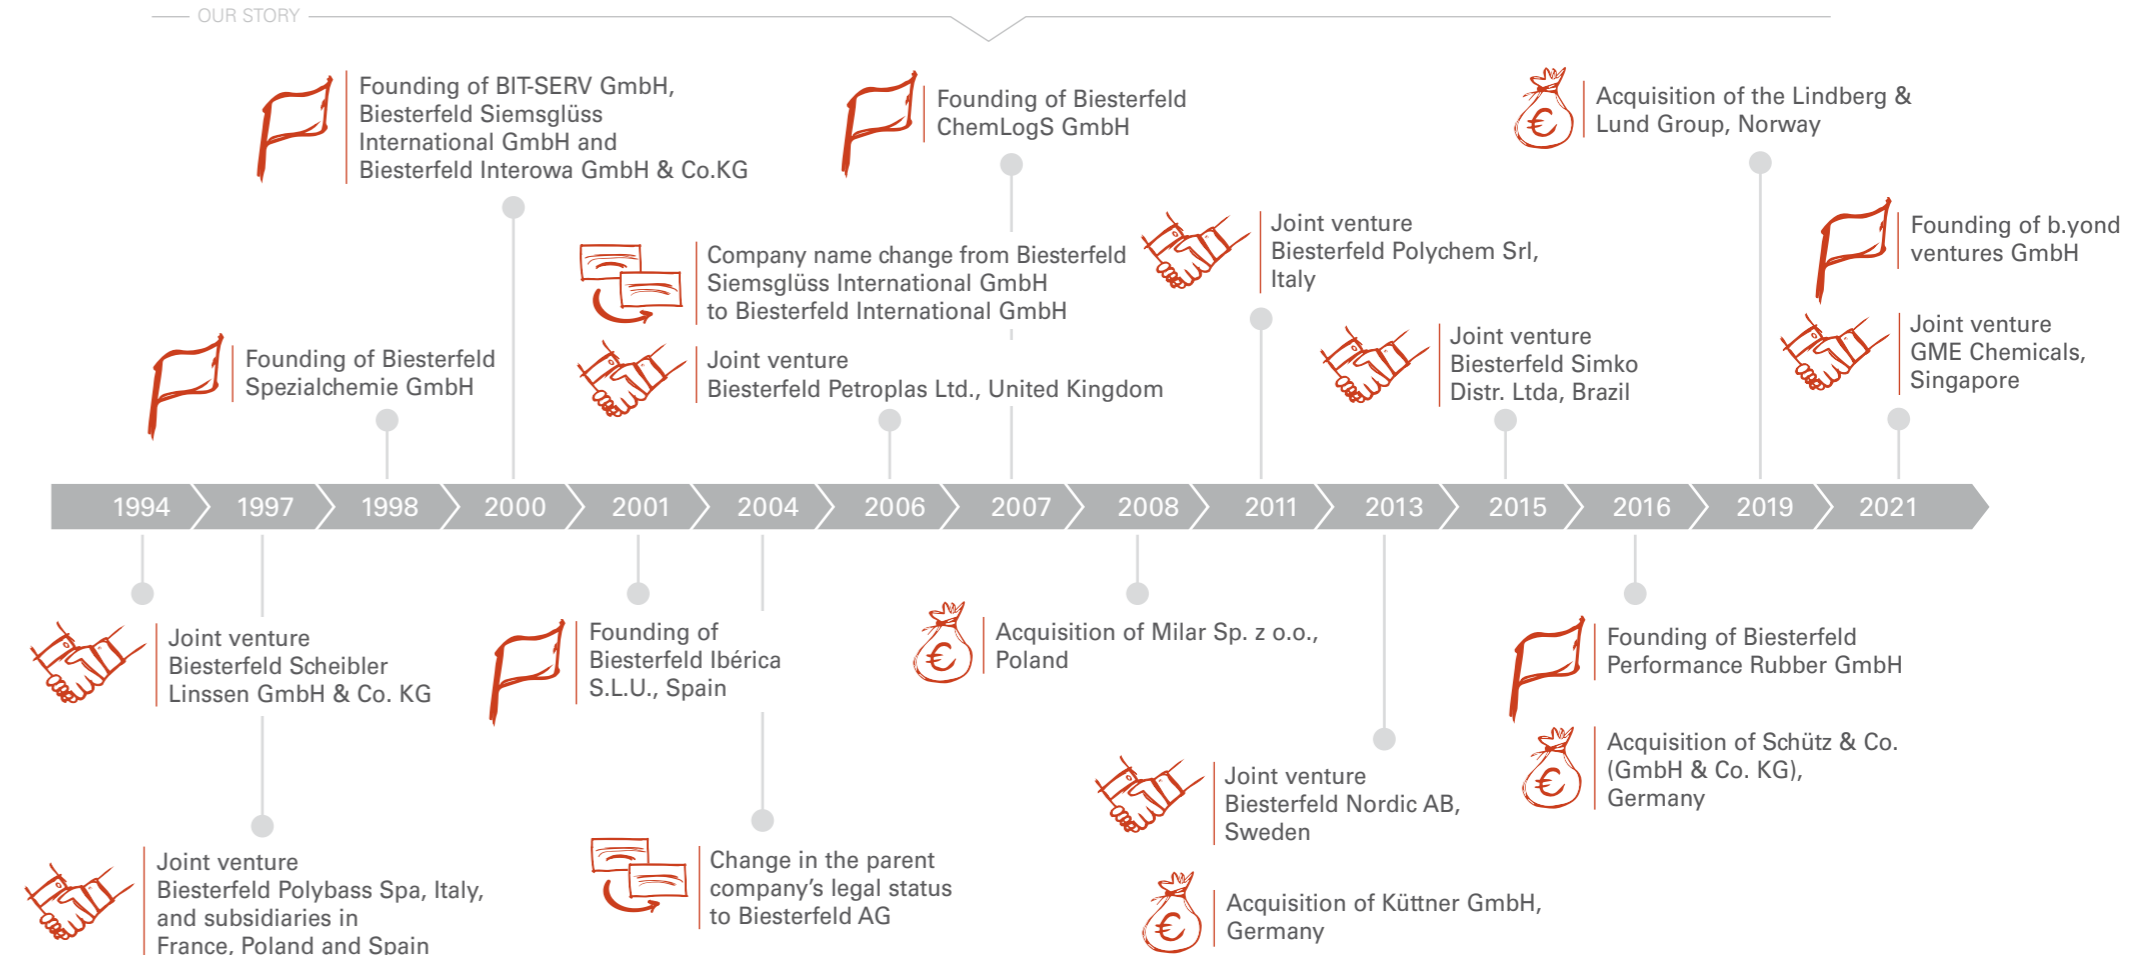 OUR STORY
Founding of BIT-SERV GmbH,
Biesterfeld Siemsglüss
International GmbH and
Biesterfeld Interowa GmbH & Co.KG
Founding of Biesterfeld
ChemLogS GmbH
Acquisition of the Lindberg &
Lund Group, Norway
Founding of Biesterfeld
Spezialchemie GmbH
Company name change from Biesterfeld
Siemsglüss International GmbH
to Biesterfeld International GmbH
Joint venture
Biesterfeld Petroplas Ltd., United Kingdom
Joint venture
Biesterfeld Polychem Srl,
Italy
Joint venture
Biesterfeld Simko
Distr. Ltda, Brazil
Founding of b.yond
ventures GmbH
Joint venture
GME Chemicals,
Singapore
1994 1997 1998 2000 2001 2004 2006 2007 2008 2011 2013 2015 2016 2019 2021
Joint venture
Biesterfeld Scheibler
Linssen GmbH & Co. KG
Joint venture
Biesterfeld Polybass Spa, Italy,
and subsidiaries in
France, Poland and Spain
Founding of
Biesterfeld Ibérica
S.L.U., Spain
Change in the parent
company’s legal status
to Biesterfeld AG
€
Acquisition of Milar Sp. z o.o.,
Poland
Joint venture
Biesterfeld Nordic AB,
Sweden
€
Acquisition of Küttner GmbH,
Germany
Founding of Biesterfeld
Performance Rubber GmbH
€
Acquisition of Schütz & Co.
(GmbH & Co. KG),
Germany
€